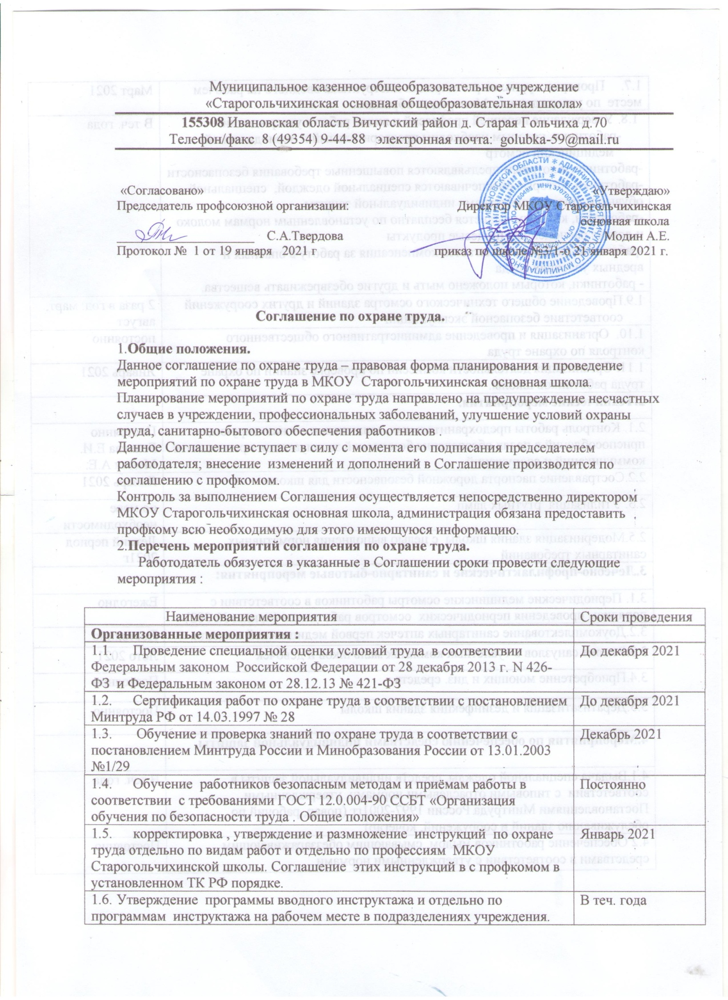 Муниципальное казенное общеобразовательное учреждение
«Старогольчихинская основная общеобразовательная школа»
155308 Ивановская область Вичугский район д. Старая Гольчиха д.70
Телефон/факс 8 (49354) 9-44-88 электронная почта: golubka-59@mail.ru
«Согласовано» «Утверждаю»
Председатель профсоюзной организации: Директор МКОУ Старогольчихинская
основная школа
С.А.Твердова Модин А.Е.
Протокол № 1 от 19 января 2021 г приказ по школе №3/1-о 21 января 2021 г.
Соглашение по охране труда.
1.Общие положения.
Данное соглашение по охране труда – правовая форма планирования и проведение
мероприятий по охране труда в МКОУ Старогольчихинская основная школа.
Планирование мероприятий по охране труда направлено на предупреждение несчастных
случаев в учреждении, профессиональных заболеваний, улучшение условий охраны
труда, санитарно-бытового обеспечения работников .
Данное Соглашение вступает в силу с момента его подписания председателем
работодателя; внесение изменений и дополнений в Соглашение производится по
соглашению с профкомом.
Контроль за выполнением Соглашения осуществляется непосредственно директором
МКОУ Старогольчихинская основная школа, администрация обязана предоставить
профкому всю необходимую для этого имеющуюся информацию.
2.Перечень мероприятий соглашения по охране труда.
Работодатель обязуется в указанные в Соглашении сроки провести следующие
мероприятия :
Наименование мероприятия Сроки проведения
Организованные мероприятия :
1.1. Проведение специальной оценки условий труда в соответствии До декабря 2021
Федеральным законом Российской Федерации от 28 декабря 2013 г. N 426-
ФЗ и Федеральным законом от 28.12.13 № 421-ФЗ
1.2. Сертификация работ по охране труда в соответствии с постановлением До декабря 2021
Минтруда РФ от 14.03.1997 № 28
1.3. Обучение и проверка знаний по охране труда в соответствии с Декабрь 2021
постановлением Минтруда России и Минобразования России от 13.01.2003
№1/29
1.4. Обучение работников безопасным методам и приёмам работы в Постоянно
соответствии с требованиями ГОСТ 12.0.004-90 ССБТ «Организация
обучения по безопасности труда . Общие положения»
1.5. корректировка , утверждение и размножение инструкций по охране Январь 2021
труда отдельно по видам работ и отдельно по профессиям МКОУ
Старогольчихинской школы. Соглашение этих инструкций в с профкомом в
установленном ТК РФ порядке.
1.6. Утверждение программы вводного инструктажа и отдельно по В теч. года
программам инструктажа на рабочем месте в подразделениях учреждения.